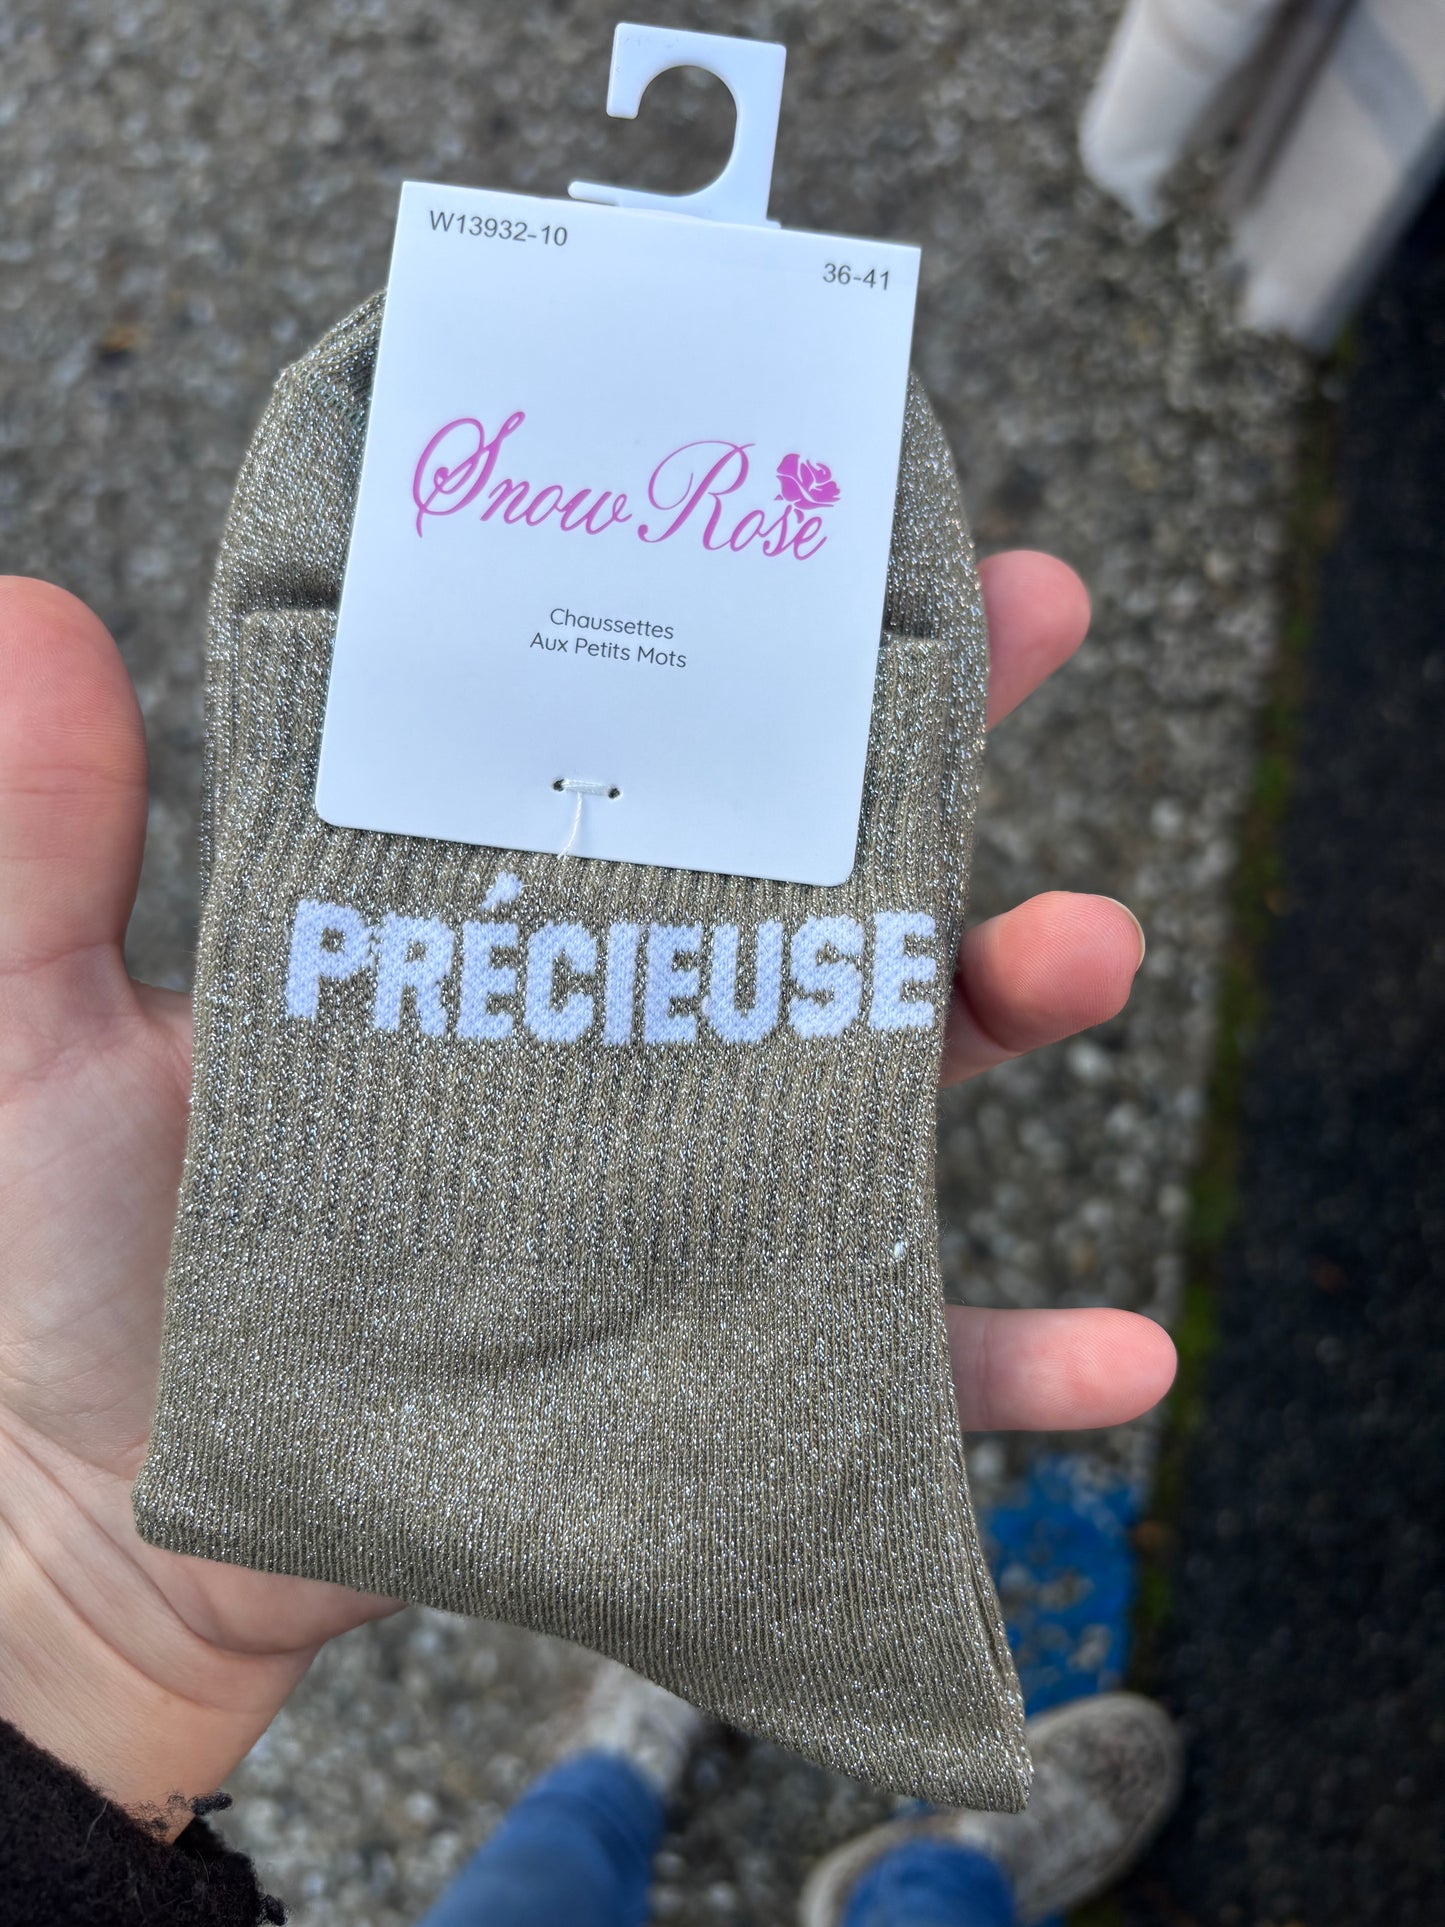 W13932-10
36-41
Snow Rose
Chaussettes
Aux Petits Mots
PRÉCIEUSE